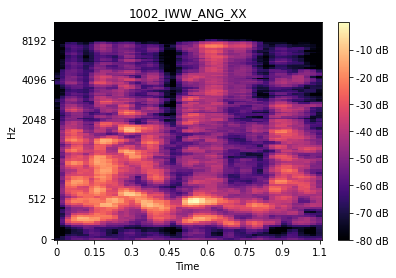 1002_IWW_ANG_XX
8192
4096
2048
1024
512
0
Hz
0 0.15 0.3 0.45 0.6 0.75 0.9 1.1
Time
-10 dB
-20 dB
-30 dB
-40 dB
-50 dB
-60 dB
-70 dB
-80 dB